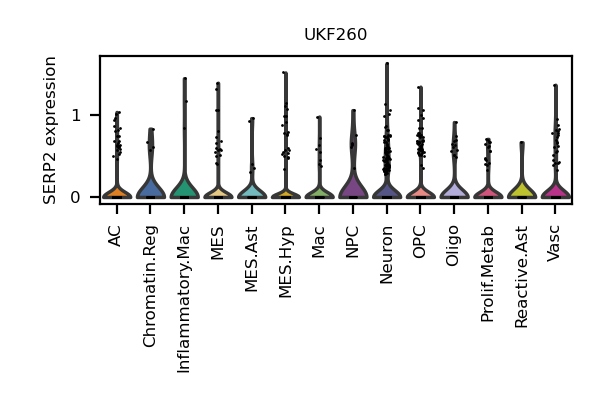 UKF260
SERP2 expression
1
0
AC
Chromatin.Reg
Inflammatory.Mac
MES
MES.Ast
MES.Hyp
Mac
NPC
Neuron
OPC
Oligo
Prolif.Metab
Reactive.Ast
Vasc